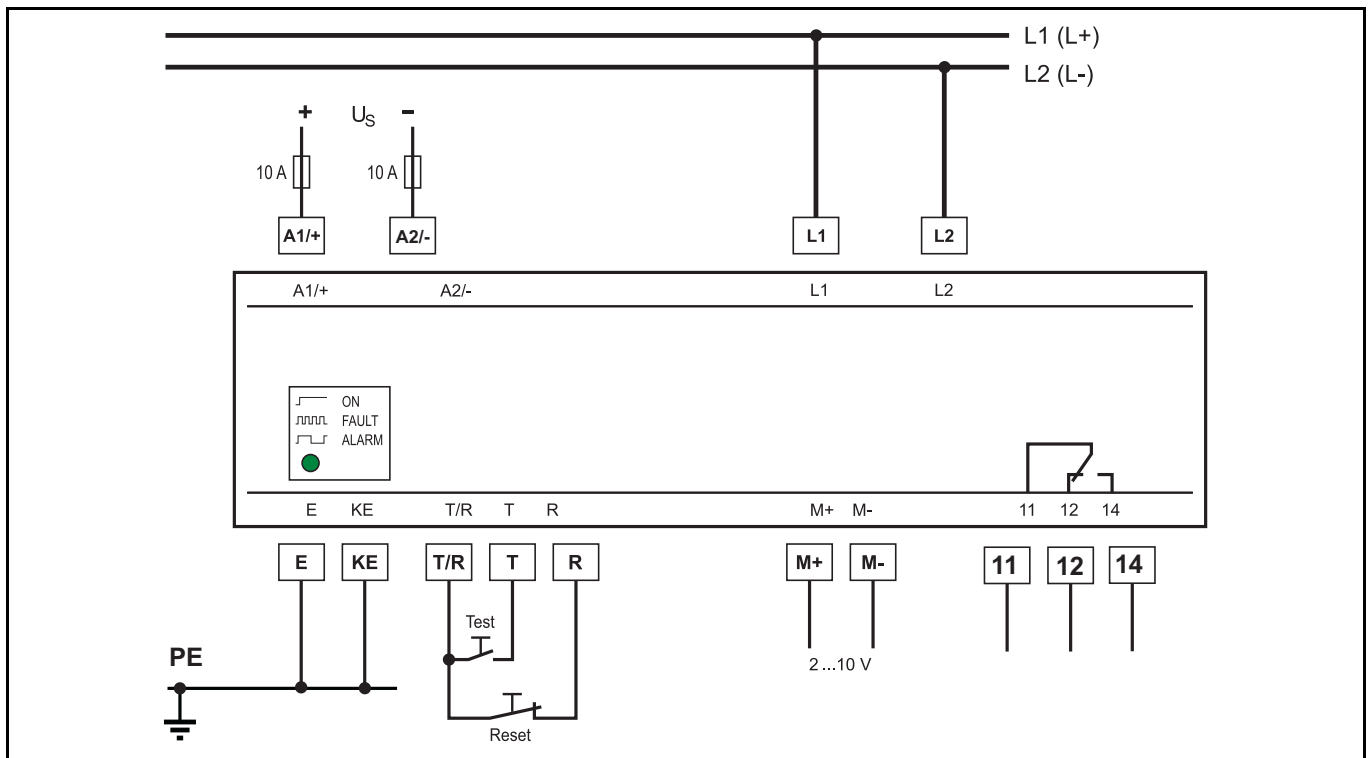 L1 (L+)
L2 (L-)
+ U_S -
10 A 10 A
A1/+ A2/- L1 L2
A1/+ A2/- L1 L2
ON
FAULT
ALARM
E KE T/R T R M+ M- 11 12 14
E KE T/R T R M+ M- 11 12 14
Test
PE
2...10 V
Reset